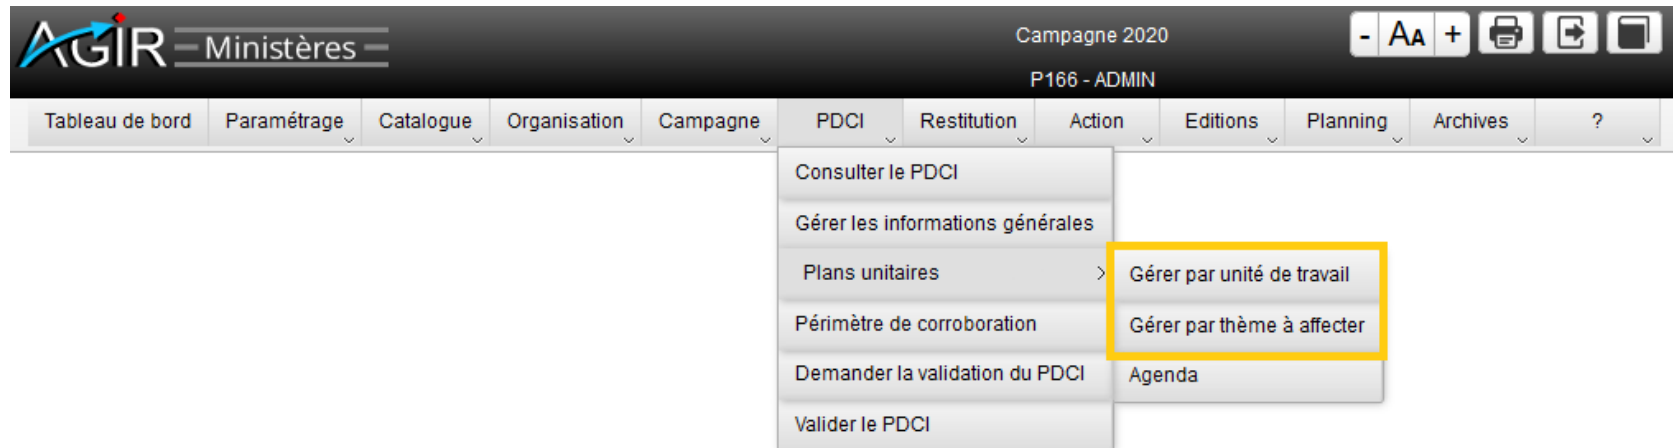 AGIR Ministères
Campagne 2020
- AA +
P166 - ADMIN
Tableau de bord Paramétrage Catalogue Organisation Campagne PDCI Restitution Action Editions Planning Archives ?
Consulter le PDCI
Gérer les informations générales
Plans unitaires > Gérer par unité de travail
Périmètre de corroboration Gérer par thème à affecter
Demander la validation du PDCI Agenda
Valider le PDCI